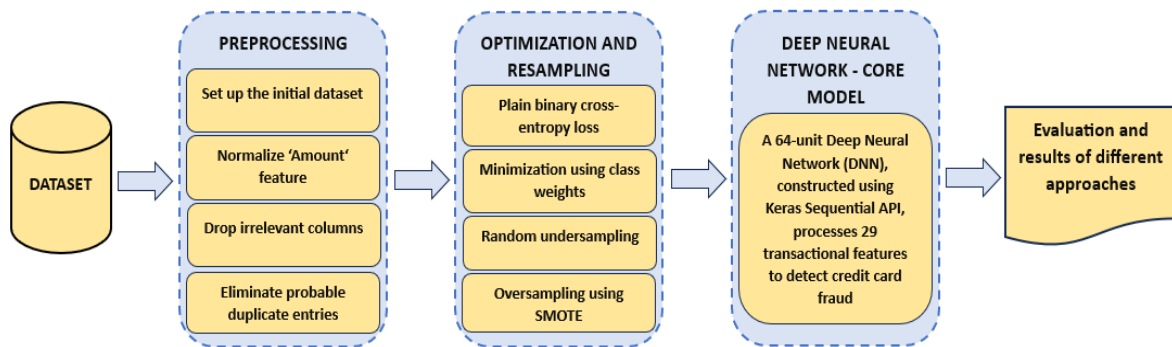 DATASET
PREPROCESSING
Set up the initial dataset
Normalize ‘Amount‘
feature
Drop irrelevant columns
Eliminate probable
duplicate entries
OPTIMIZATION AND
RESAMPLING
Plain binary cross-
entropy loss
Minimization using class
weights
Random undersampling
Oversampling using
SMOTE
DEEP NEURAL
NETWORK - CORE
MODEL
A 64-unit Deep Neural
Network (DNN),
constructed using
Keras Sequential API,
processes 29
transactional features
to detect credit card
fraud
Evaluation and
results of different
approaches